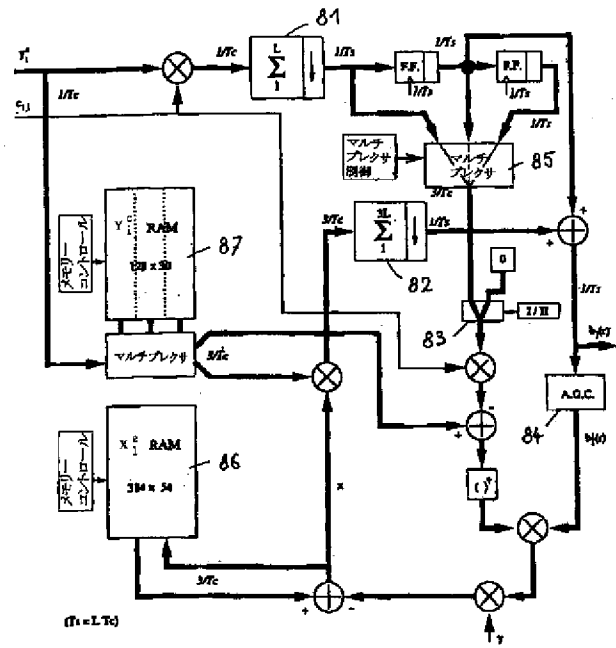 81
1/Tc
L
Σ
1
1/Ts
F.F.
1/Ts
F.F.
1/Ts
1/Ts
1/Ts
1/Ts
1/Tc
マルチ
プレクサ
制御
マルチ
プレクサ
85
3/Tc
Y RAM
87
メモリー
コントロール
マルチプレクサ
3/Tc
3/Tc
3L
Σ
1
1/Ts
82
0
83
I / II
+
+
1/Ts
A.G.C.
84
X RAM
86
メモリー
コントロール
x
+
-
( )*
3/Tc
+
-
γ
(Ts = L Tc)